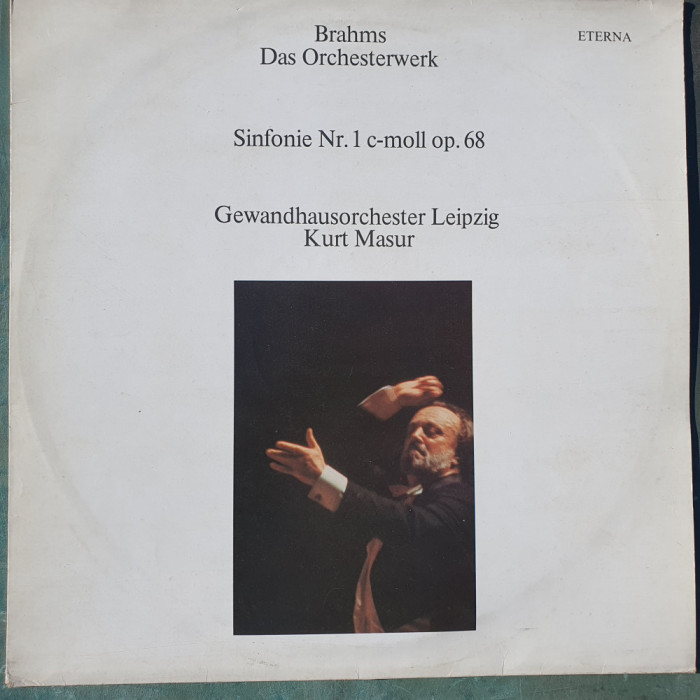 Brahms
Das Orchesterwerk
ETERNA
Sinfonie Nr. 1 c-moll op. 68
Gewandhausorchester Leipzig
Kurt Masur